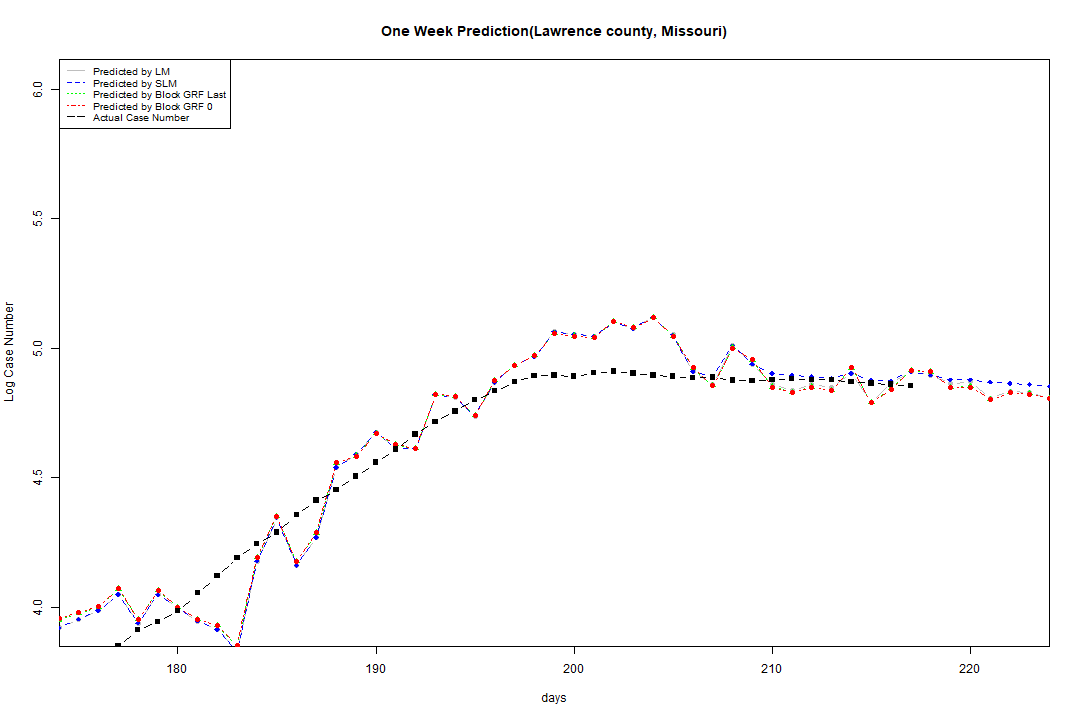 One Week Prediction(Lawrence county, Missouri)
Predicted by LM
Predicted by SLM
Predicted by Block GRF Last
Predicted by Block GRF 0
Actual Case Number
6.0
5.5
5.0
4.5
4.0
Log Case Number
180 190 200 210 220
days